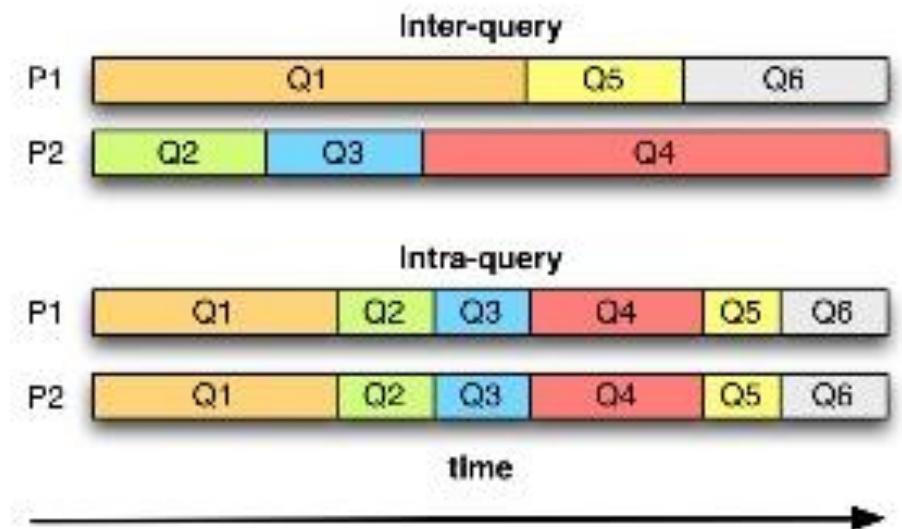 Inter-query
P1 Q1 Q5 Q6
P2 Q2 Q3 Q4
Intra-query
P1 Q1 Q2 Q3 Q4 Q5 Q6
P2 Q1 Q2 Q3 Q4 Q5 Q6
time